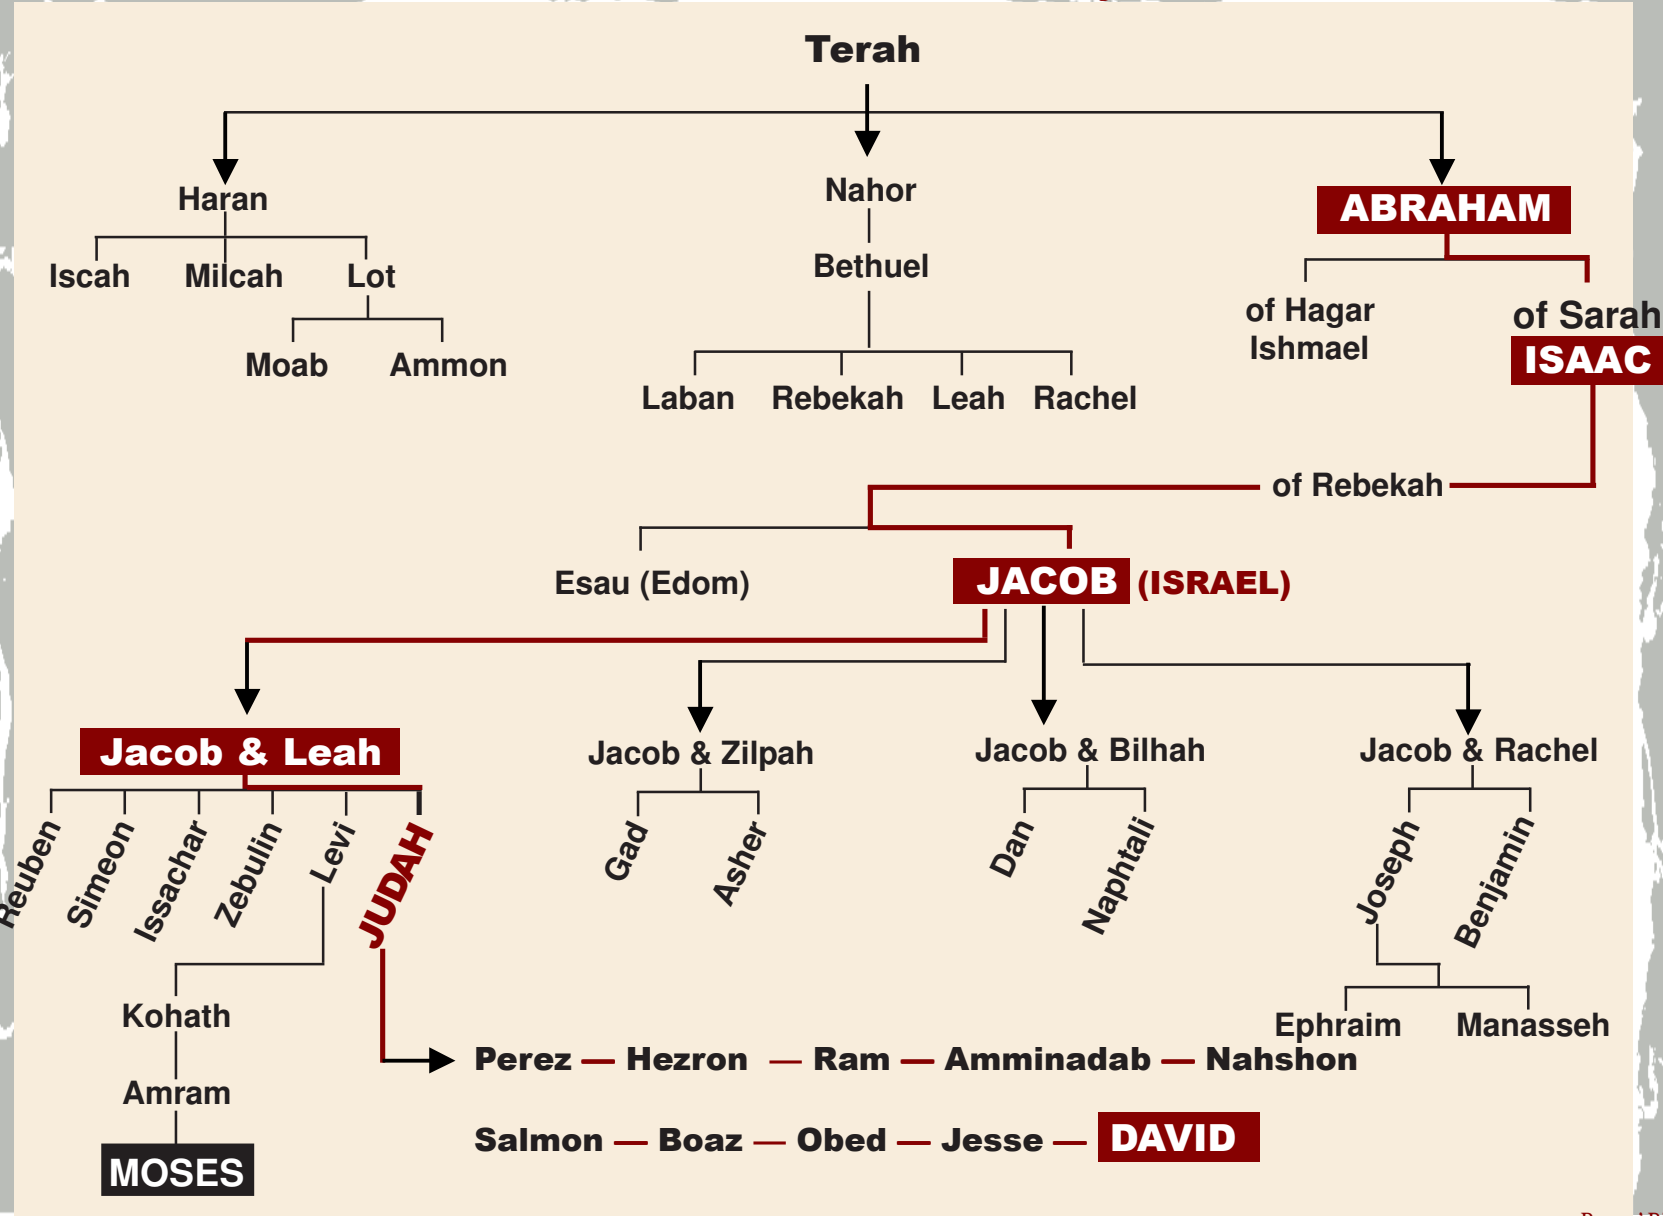 Terah
Haran
Nahor
ABRAHAM
Iscah Milcah Lot
Bethuel
of Hagar
Ishmael
of Sarah
ISAAC
Moab Ammon
Laban Rebekah Leah Rachel
of Rebekah
Esau (Edom)
JACOB (ISRAEL)
Jacob & Leah
Jacob & Zilpah
Jacob & Bilhah
Jacob & Rachel
Reuben
Simeon
Issachar
Zebulin
Levi
JUDAH
Gad
Asher
Dan
Naphtali
Joseph
Benjamin
Kohath
Ephraim Manasseh
Amram
MOSES
Perez — Hezron — Ram — Amminadab — Nahshon
Salmon — Boaz — Obed — Jesse — DAVID